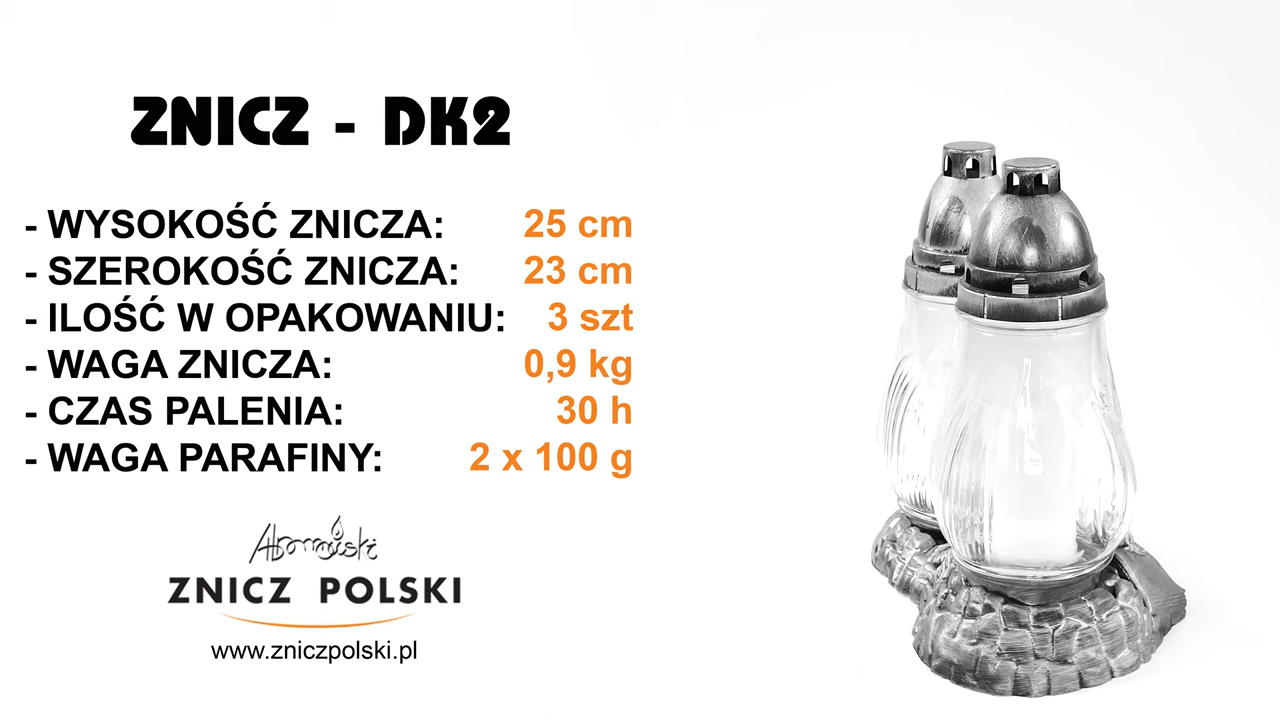 ZNICZ - DK2
- WYSOKOŚĆ ZNICZA: 25 cm
- SZEROKOŚĆ ZNICZA: 23 cm
- ILOŚĆ W OPAKOWANIU: 3 szt
- WAGA ZNICZA: 0,9 kg
- CZAS PALENIA: 30 h
- WAGA PARAFINY: 2 x 100 g
ZNICZ POLSKI
www.zniczpolski.pl